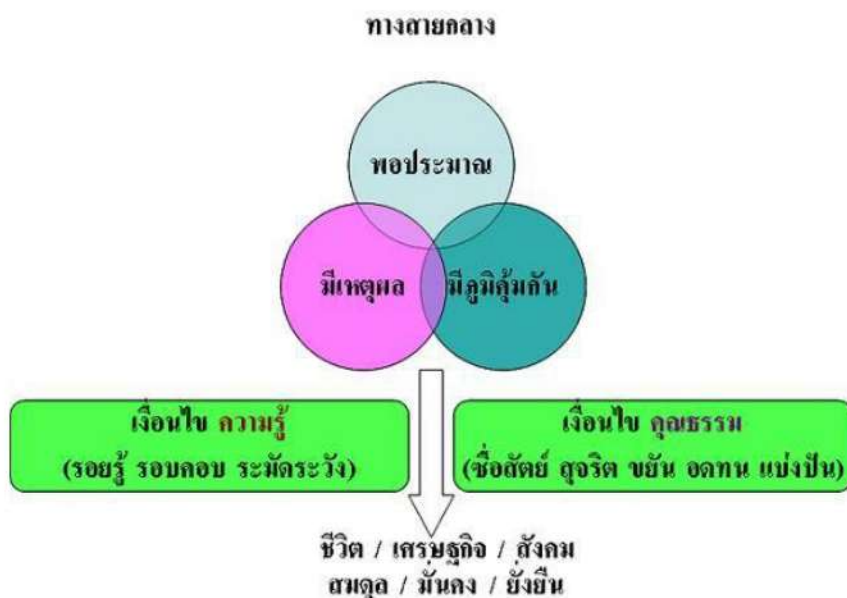 ทางสายกลาง
พอประมาณ
มีเหตุผล
มีภูมิคุ้มกัน
เงื่อนไข ความรู้
(รอยรู้ รอบคอบ ระมัดระวัง)
เงื่อนไข คุณธรรม
(ซื่อสัตย์ สุจริต ขยัน อดทน แบ่งปัน)
ชีวิต / เศรษฐกิจ / สังคม
สมดุล / มั่นคง / ยั่งยืน